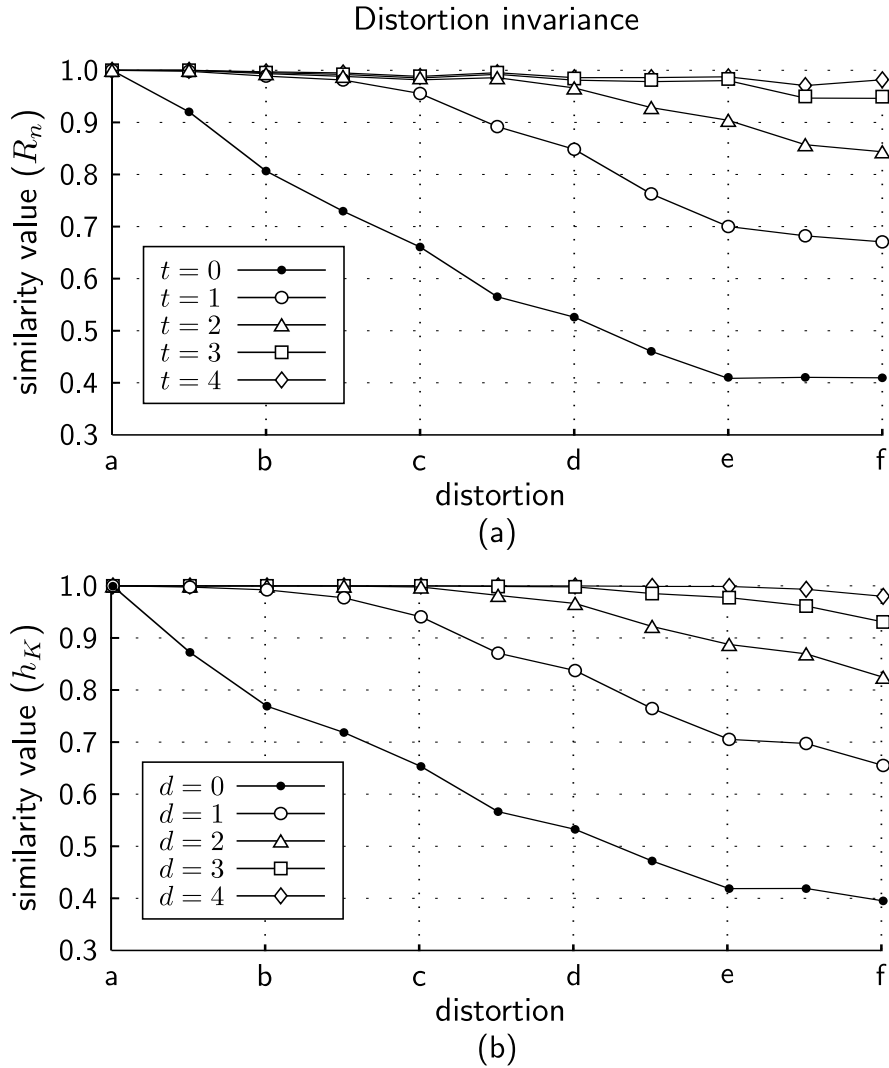 Distortion invariance
similarity value (R_n)
1.0
0.9
0.8
0.7
0.6
0.5
0.4
0.3
t = 0
t = 1
t = 2
t = 3
t = 4
a b c d e f
distortion
(a)
similarity value (h_K)
1.0
0.9
0.8
0.7
0.6
0.5
0.4
0.3
d = 0
d = 1
d = 2
d = 3
d = 4
a b c d e f
distortion
(b)